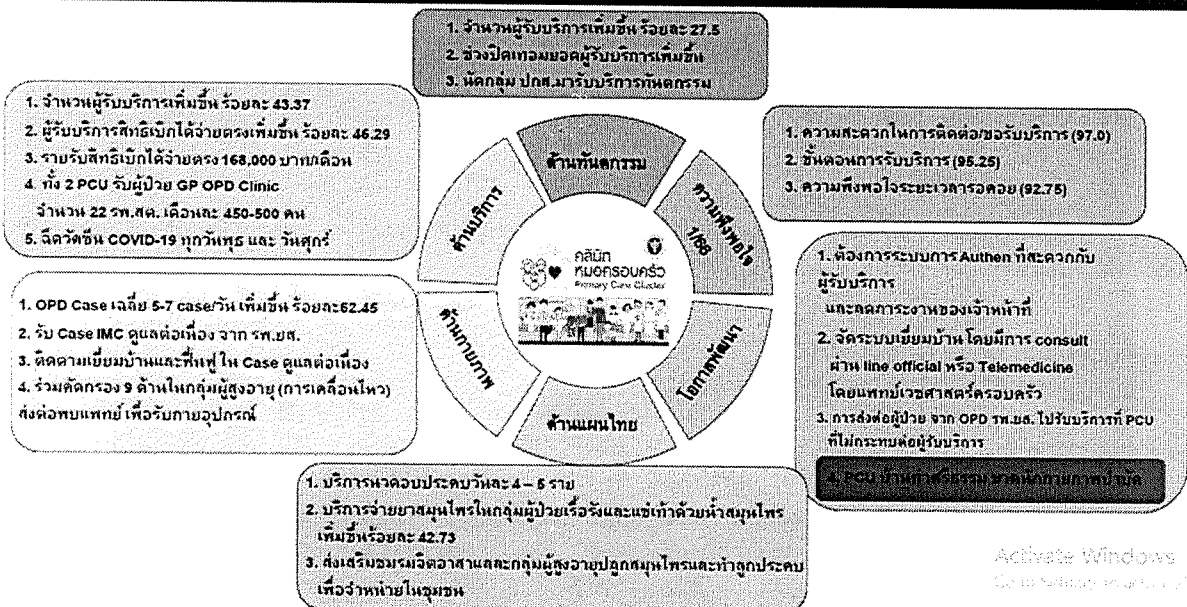 1. จำนวนผู้รับบริการเพิ่มขึ้น ร้อยละ 27.5
2. ช่วงปิดเทอมยอดผู้รับบริการเพิ่มขึ้น
3. นัดกลุ่ม ปกส.มารับบริการทันตกรรม
1. จำนวนผู้รับบริการเพิ่มขึ้น ร้อยละ 43.37
2. ผู้รับบริการสิทธิเบิกได้จ่ายตรงเพิ่มขึ้น ร้อยละ 46.29
3. รายรับสิทธิเบิกได้จ่ายตรง 168,000 บาท/เดือน
4. ทั้ง 2 PCU รับผู้ป่วย GP OPD Clinic
จำนวน 22 รพ.สต. เดือนละ 450-500 คน
5. ฉีดวัคซีน COVID-19 ทุกวันพุธ และ วันศุกร์
1. ความสะดวกในการติดต่อ/ขอรับบริการ (97.0)
2. ขั้นตอนการรับบริการ (95.25)
3. ความพึงพอใจระยะเวลารอคอย (92.75)
ด้านทันตกรรม
ด้านบริการ
ความพึงพอใจ
1/66
คลินิก
หมอครอบครัว
Primary Care Cluster
ด้านกายภาพ
โอกาสพัฒนา
ด้านแผนไทย
1. OPD Case เฉลี่ย 5-7 case/วัน เพิ่มขึ้น ร้อยละ62.45
2. รับ Case IMC ดูแลต่อเนื่อง จาก รพ.ยส.
3. ติดตามเยี่ยมบ้านและฟื้นฟู ใน Case ดูแลต่อเนื่อง
4. ร่วมคัดกรอง 9 ด้านในกลุ่มผู้สูงอายุ (การเคลื่อนไหว)
ส่งต่อพบแพทย์ เพื่อรับกายอุปกรณ์
1. ต้องการระบบการ Authen ที่สะดวกกับ
ผู้รับบริการ
และลดภาระงานของเจ้าหน้าที่
2. จัดระบบเยี่ยมบ้าน โดยมีการ consult
ผ่าน line official หรือ Telemedicine
โดยแพทย์เวชศาสตร์ครอบครัว
3. การส่งต่อผู้ป่วย จาก OPD รพ.ยส. ไปรับบริการที่ PCU
ที่ไม่กระทบต่อผู้รับบริการ
4. PCU ขาดนักกายภาพบำบัด
1. บริการนวดอบประคบวันละ 4 – 5 ราย
2. บริการจ่ายยาสมุนไพรในกลุ่มผู้ป่วยเรื้อรังและแช่เท้าด้วยน้ำสมุนไพร
เพิ่มขึ้นร้อยละ 42.73
3. ส่งเสริมชมรมจิตอาสาและกลุ่มผู้สูงอายุปลูกสมุนไพรและทำลูกประคบ
เพื่อจำหน่ายในชุมชน
Activate Windows